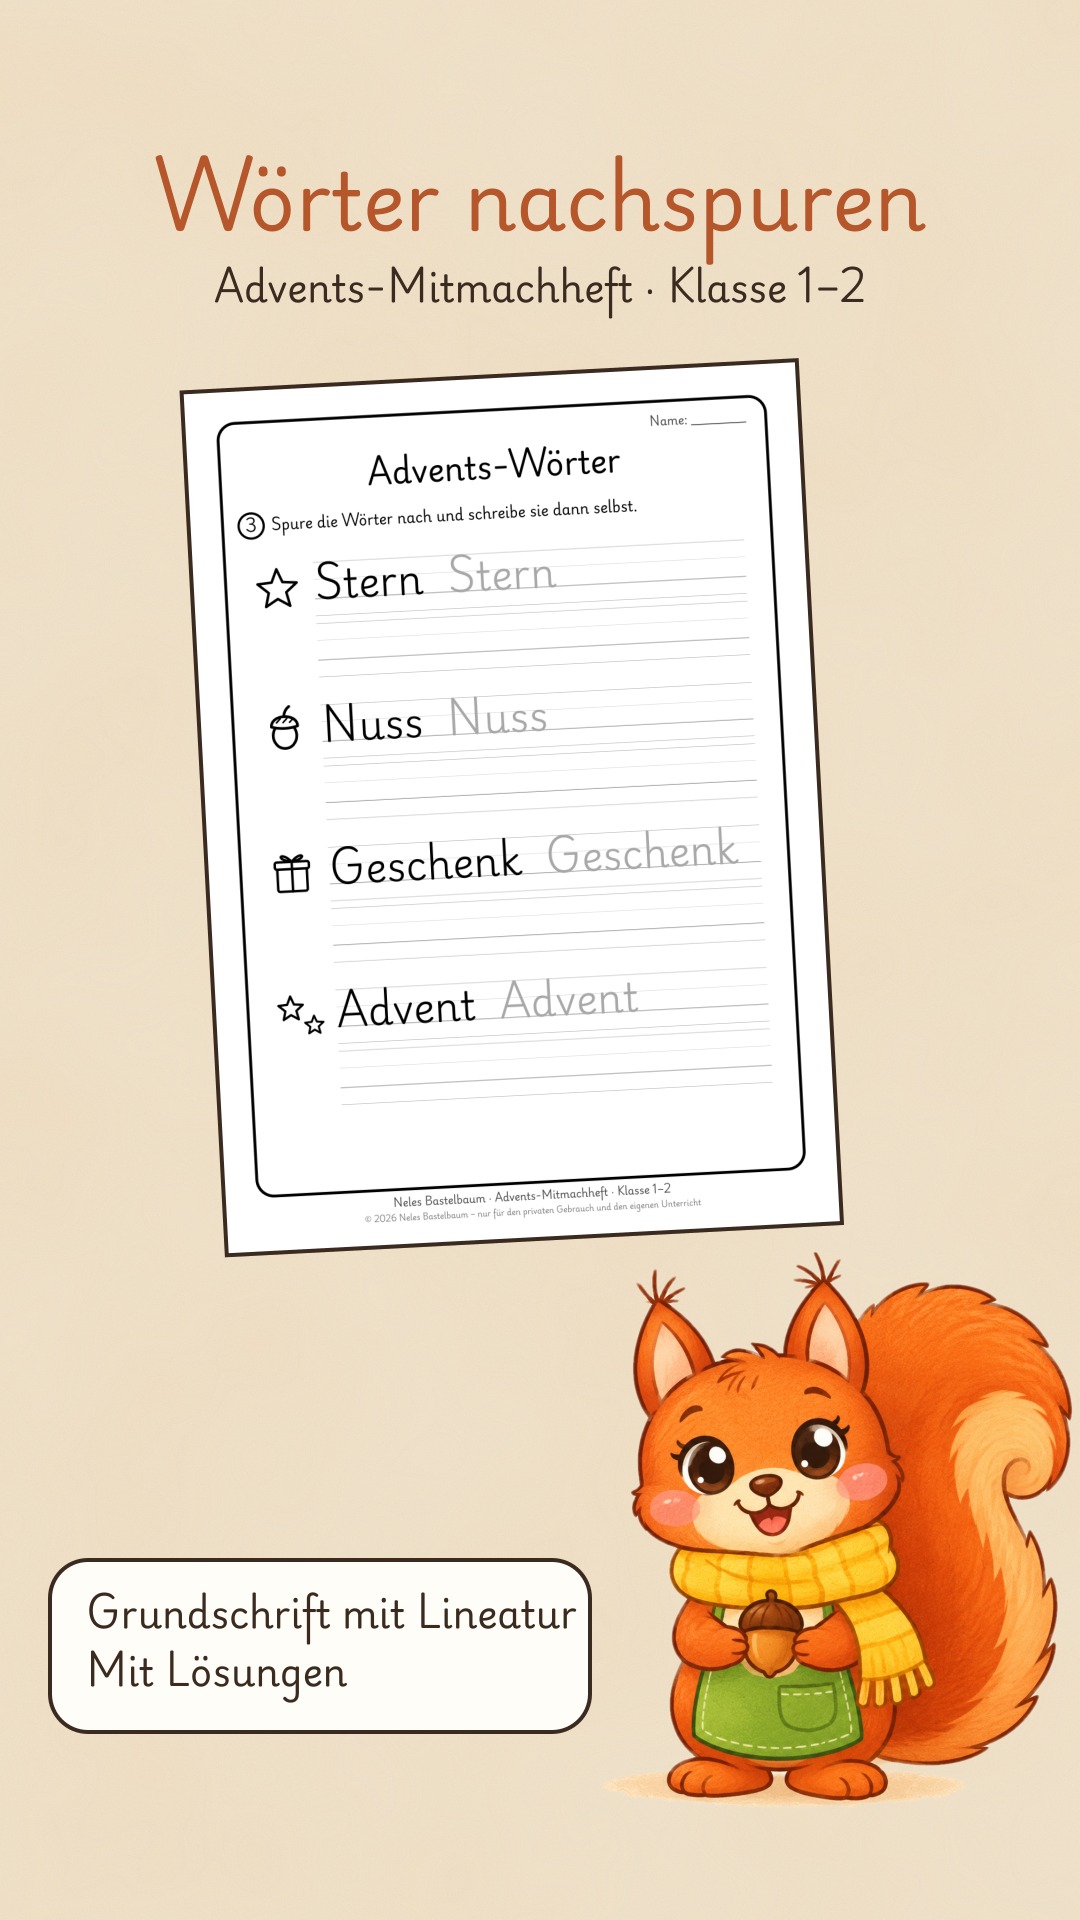 Wörter nachspuren
Advents-Mitmachheft · Klasse 1–2
Name:
Advents-Wörter
3 Spure die Wörter nach und schreibe sie dann selbst.
Stern Stern
Nuss Nuss
Geschenk Geschenk
Advent Advent
Neles Bastelbaum · Advents-Mitmachheft · Klasse 1–2
© 2026 Neles Bastelbaum – nur für den privaten Gebrauch und den eigenen Unterricht
Grundschrift mit Lineatur
Mit Lösungen